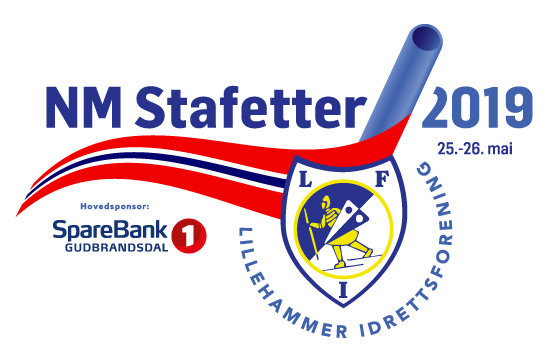 NM Stafetter 2019
25.-26. mai
Hovedsponsor:
SpareBank 1
GUDBRANDSDAL
L F
I
LILLEHAMMER IDRETTSFORENING